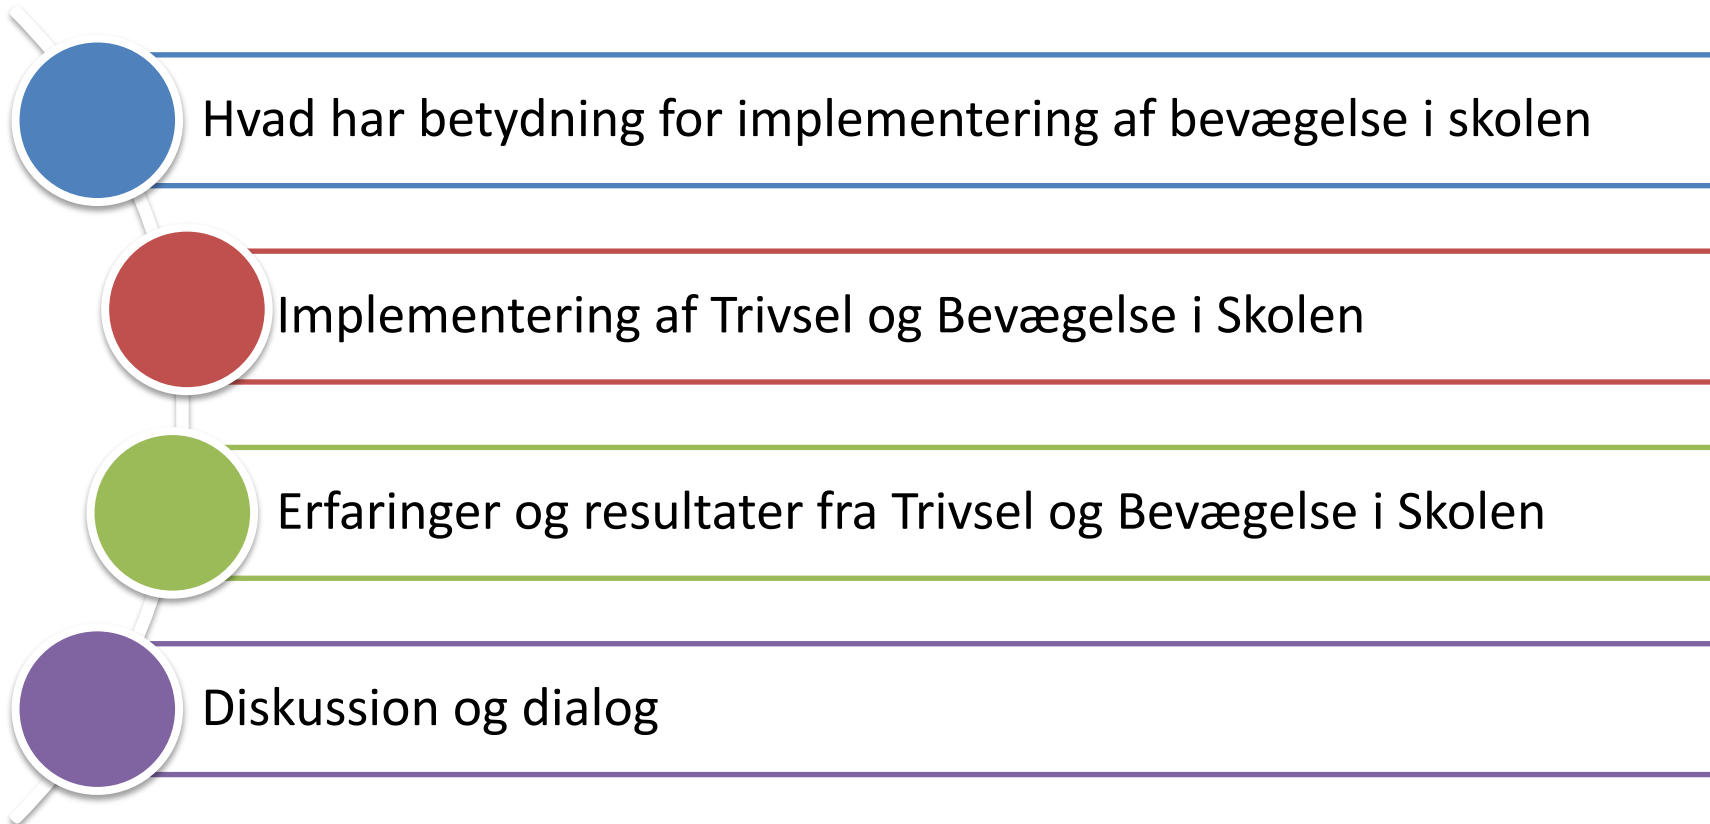 Hvad har betydning for implementering af bevægelse i skolen
Implementering af Trivsel og Bevægelse i Skolen
Erfaringer og resultater fra Trivsel og Bevægelse i Skolen
Diskussion og dialog